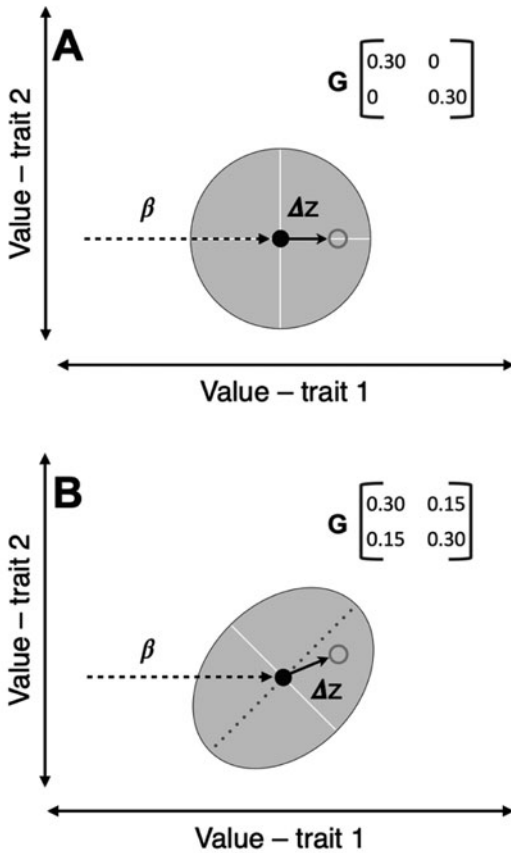 A
G
0.30 0
0 0.30
Value – trait 2
β
Δz
Value – trait 1
B
G
0.30 0.15
0.15 0.30
Value – trait 2
β
Δz
Value – trait 1